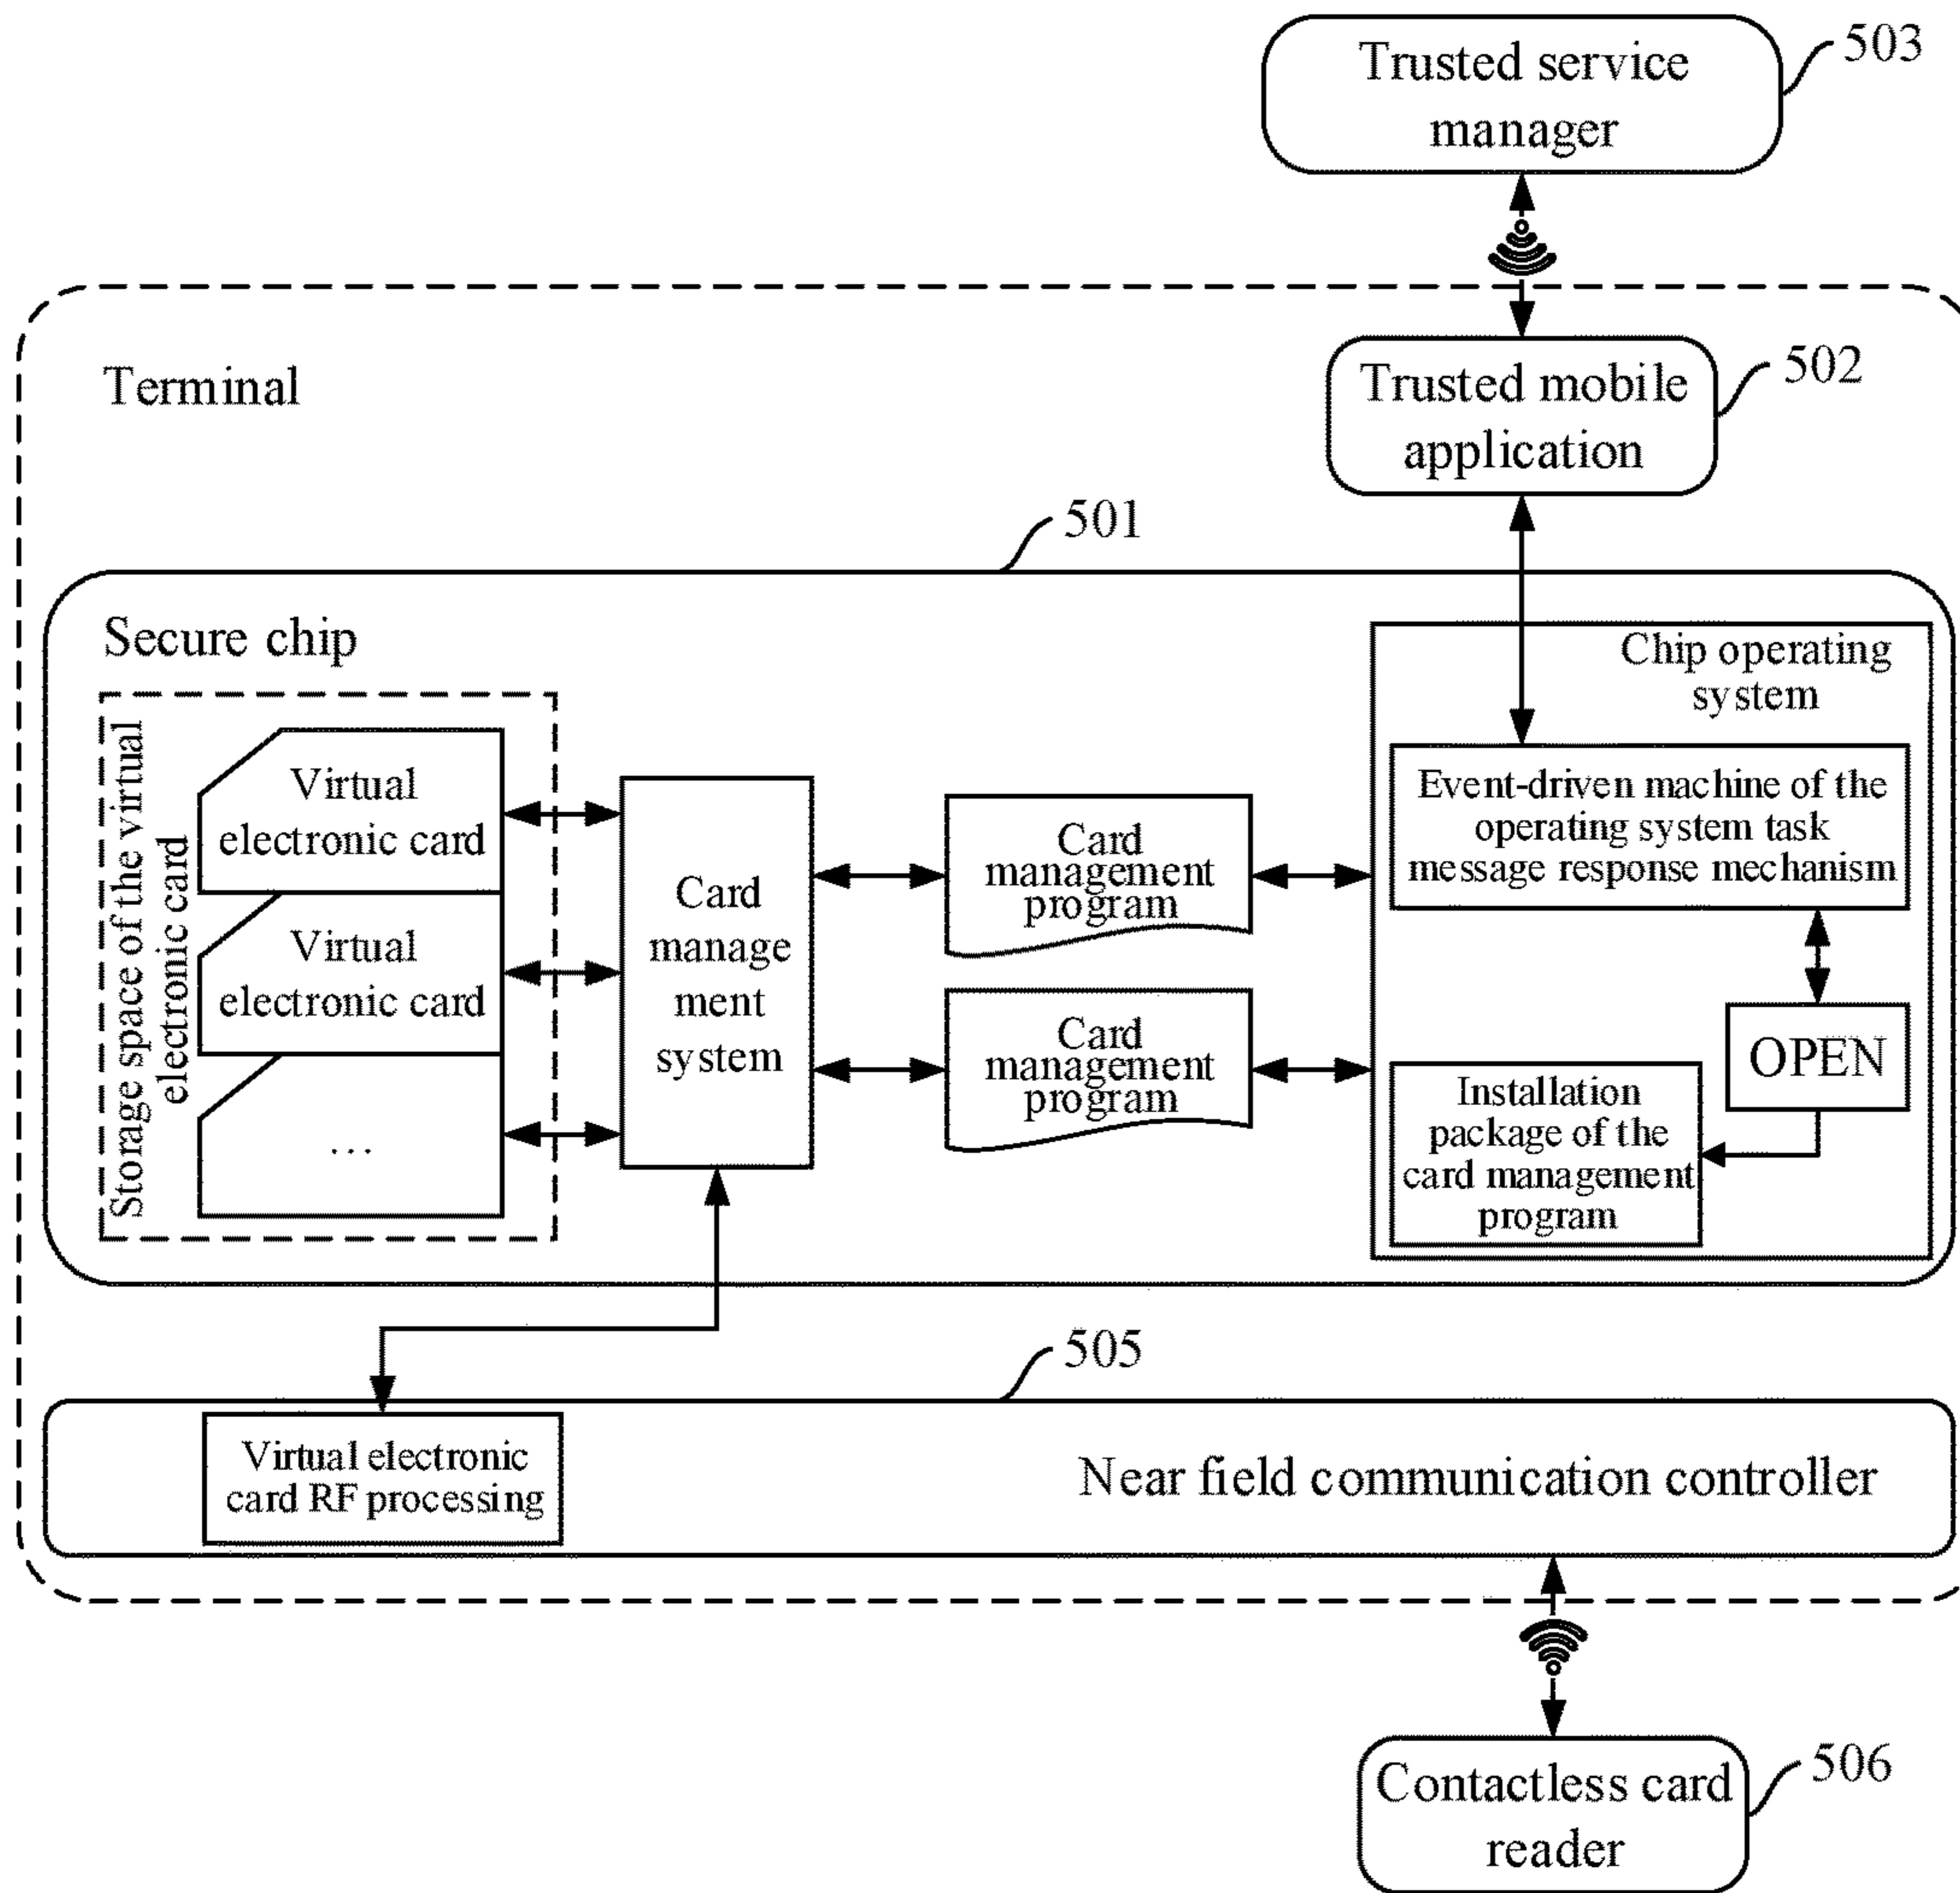 Trusted service
manager
503
Terminal
Trusted mobile
application
502
501
Secure chip
Storage space of the virtual
electronic card
Virtual
electronic card
Virtual
electronic card
...
Card
manage
ment
system
Card
management
program
Card
management
program
Chip operating
system
Event-driven machine of the
operating system task
message response mechanism
OPEN
Installation
package of the
card management
program
505
Virtual electronic
card RF processing
Near field communication controller
Contactless card
reader
506